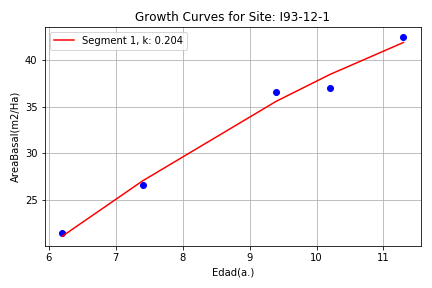 Growth Curves for Site: I93-12-1
Segment 1, k: 0.204
AreaBasal(m2/Ha)
40
35
30
25
6 7 8 9 10 11
Edad(a.)